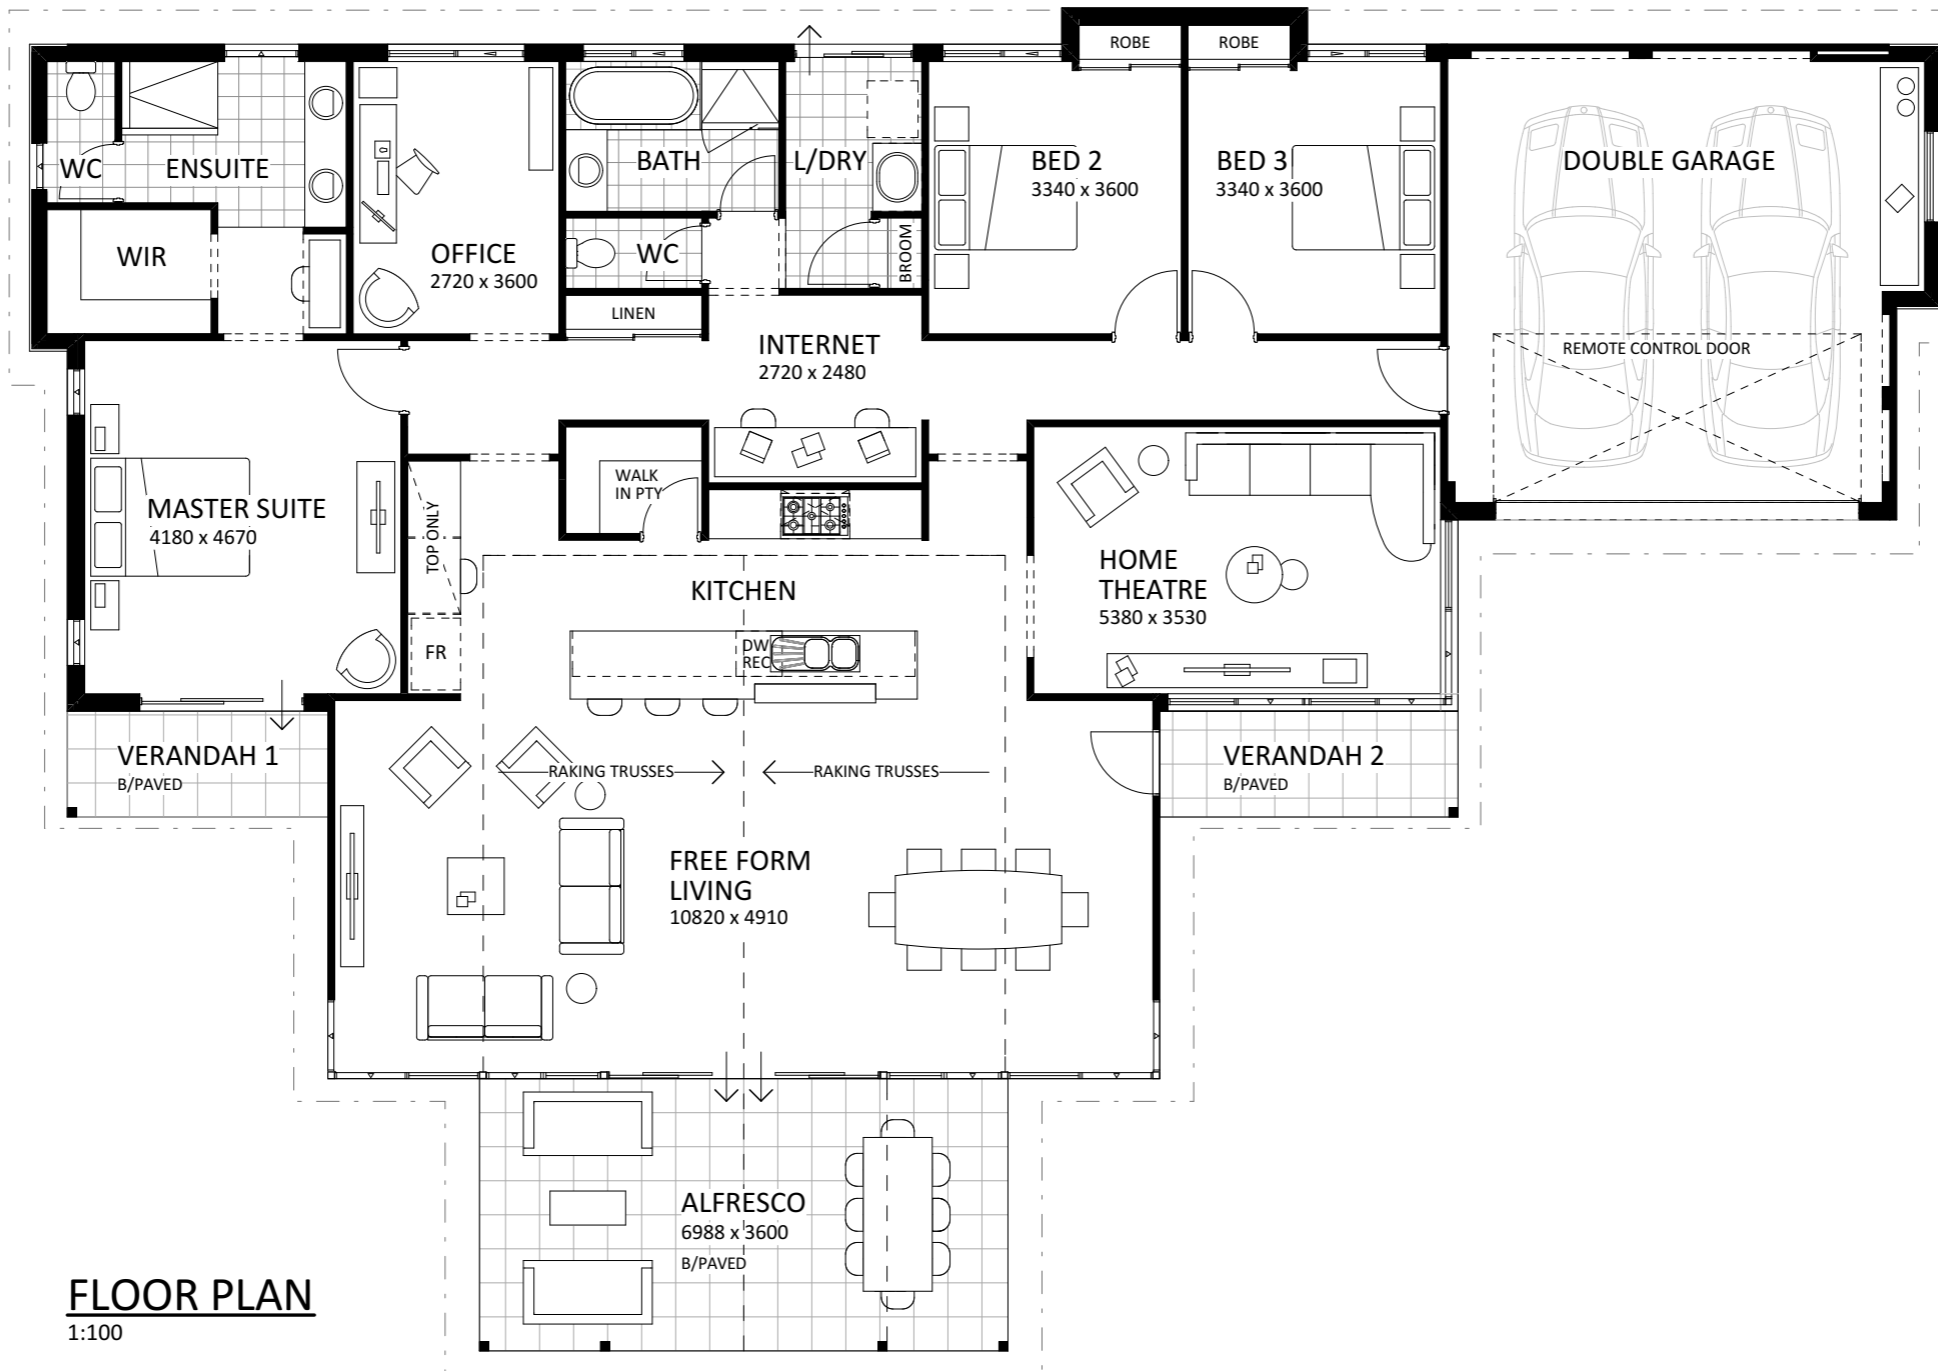 ROBE
ROBE
WC
ENSUITE
BATH
L/DRY
BED 2
3340 x 3600
BED 3
3340 x 3600
DOUBLE GARAGE
WIR
OFFICE
2720 x 3600
WC
BROOM
LINEN
INTERNET
2720 x 2480
REMOTE CONTROL DOOR
MASTER SUITE
4180 x 4670
TOP ONLY
WALK
IN PTY
FR
KITCHEN
DW
REC
HOME
THEATRE
5380 x 3530
VERANDAH 1
B/PAVED
RAKING TRUSSES
RAKING TRUSSES
VERANDAH 2
B/PAVED
FREE FORM
LIVING
10820 x 4910
ALFRESCO
6988 x 3600
B/PAVED
FLOOR PLAN
1:100